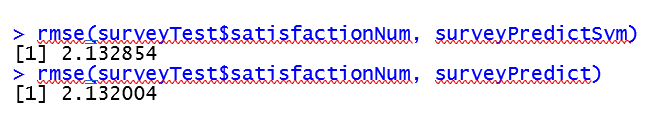 > rmse(surveyTest$satisfactionNum, surveyPredictSvm)
[1] 2.132854
> rmse(surveyTest$satisfactionNum, surveyPredict)
[1] 2.132004